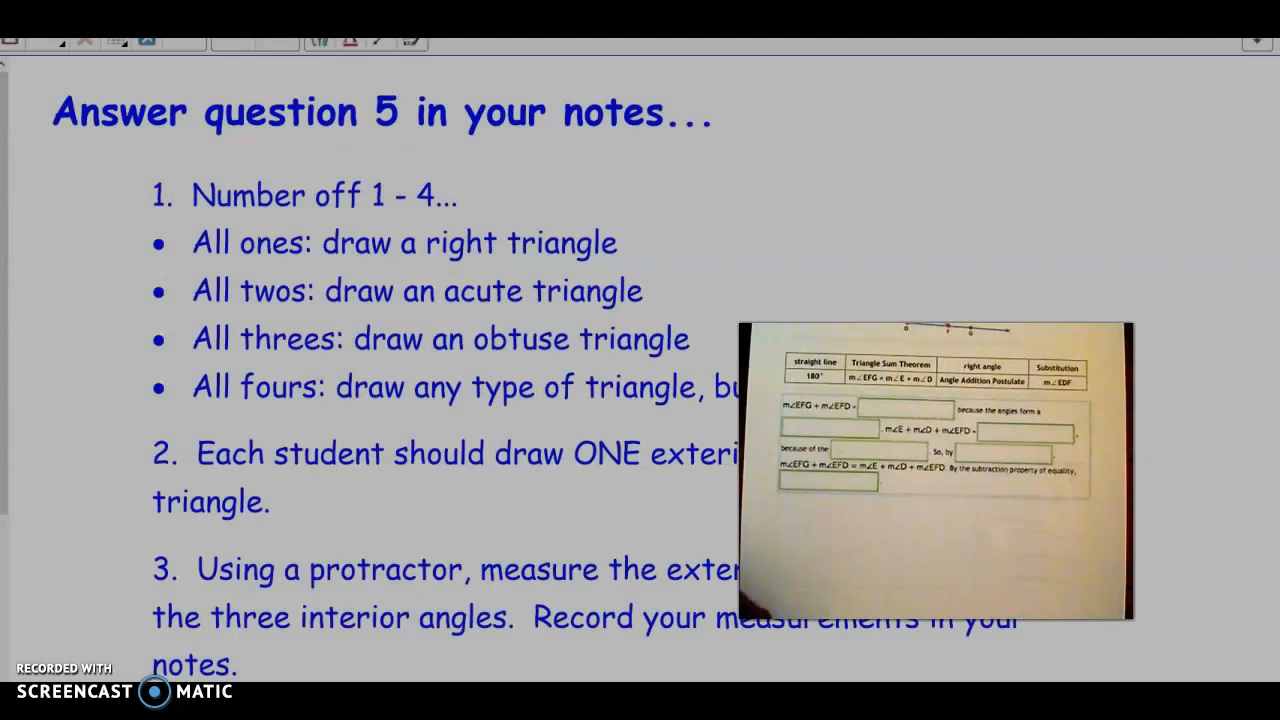 Answer question 5 in your notes...
1. Number off 1 - 4...
• All ones: draw a right triangle
• All twos: draw an acute triangle
• All threes: draw an obtuse triangle
• All fours: draw any type of triangle,
2. Each student should draw ONE
triangle.
3. Using a protractor, measure the
the three interior angles. Record your measurements in your
notes.
D F G
straight line Triangle Sum Theorem right angle Substitution
180° m∠EFG = m∠E + m∠D Angle Addition Postulate m∠EDF
m∠EFG + m∠EFD = because the angles form a
. m∠E + m∠D + m∠EFD = ,
because of the . So, by ,
m∠EFG + m∠EFD = m∠E + m∠D + m∠EFD. By the subtraction property of equality,
.
RECORDED WITH
SCREENCAST MATIC